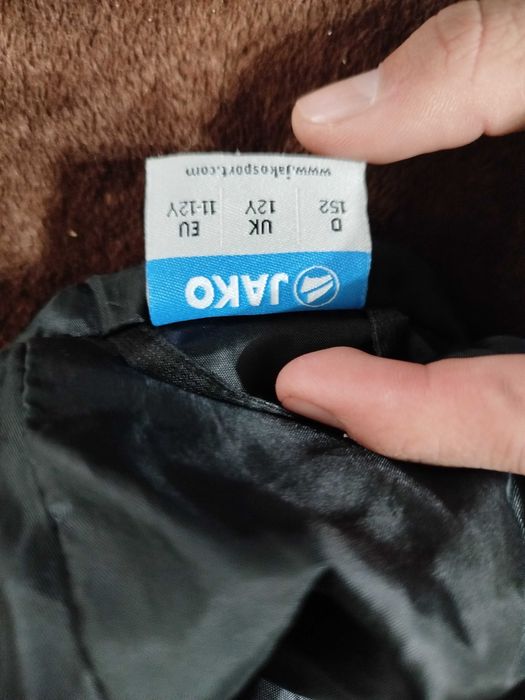 JAKO
D UK EU
152 12Y 11-12Y
www.jakosport.com